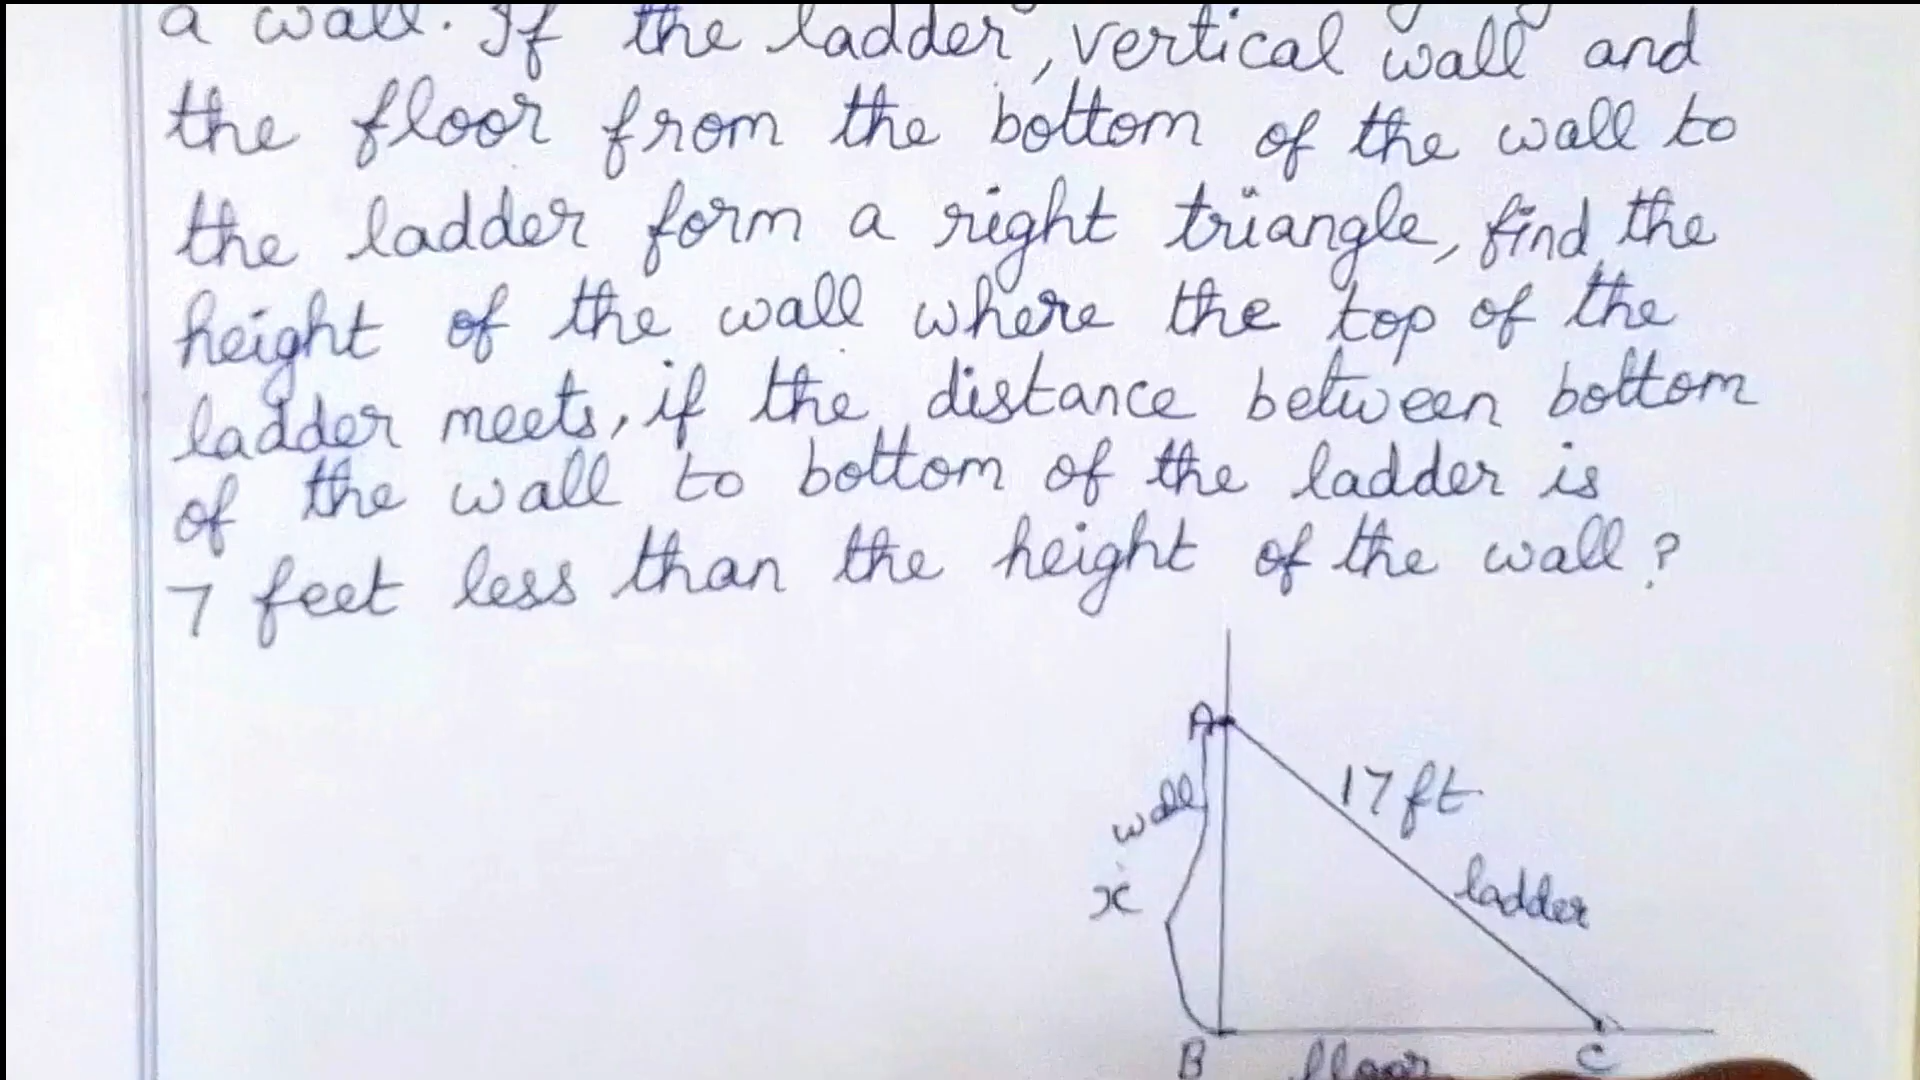 a wall. If the ladder, vertical wall and
the floor from the bottom of the wall to
the ladder form a right triangle, find the
height of the wall where the top of the
ladder meets, if the distance between bottom
of the wall to bottom of the ladder is
7 feet less than the height of the wall?
A
17 ft
wall
ladder
x
B floor C